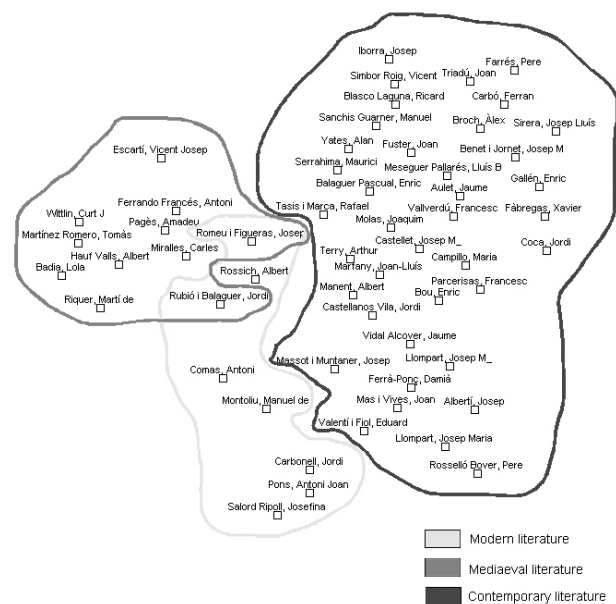 Iborra, Josep
Farrés, Pere
Simbor Roig, Vicent
Triadú, Joan
Blasco Laguna, Ricard
Carbó, Ferran
Sanchis Guarner, Manuel
Broch, Àlex
Sirera, Josep Lluís
Yates, Alan
Fuster, Joan
Benet i Jornet, Josep M
Escartí, Vicent Josep
Serrahima, Maurici
Meseguer Pallarés, Lluís B
Gallén, Enric
Balaguer Pascual, Enric
Aulet, Jaume
Ferrando Francés, Antoni
Tasis i Marca, Rafael
Vallverdú, Francesc
Fàbregas, Xavier
Wittlin, Curt J
Pagès, Amadeu
Molas, Joaquim
Martínez Romero, Tomàs
Romeu i Figueras, Josep
Castellet, Josep M_
Coca, Jordi
Miralles, Carles
Terry, Arthur
Hauf Valls, Albert
Campillo, Maria
Badia, Lola
Rossich, Albert
Martany, Joan-Lluís
Parcerisas, Francesc
Manent, Albert
Bou, Enric
Riquer, Martí de
Rubió i Balaguer, Jordi
Castellanos Vila, Jordi
Vidal Alcover, Jaume
Massot i Muntaner, Josep
Llompart, Josep M_
Comas, Antoni
Ferrà-Ponç, Damià
Montoliu, Manuel de
Mas i Vives, Joan
Albertí, Josep
Valentí i Fiol, Eduard
Llompart, Josep Maria
Carbonell, Jordi
Rosselló Bover, Pere
Pons, Antoni Joan
Salord Ripoll, Josefina
Modern literature
Mediaeval literature
Contemporary literature